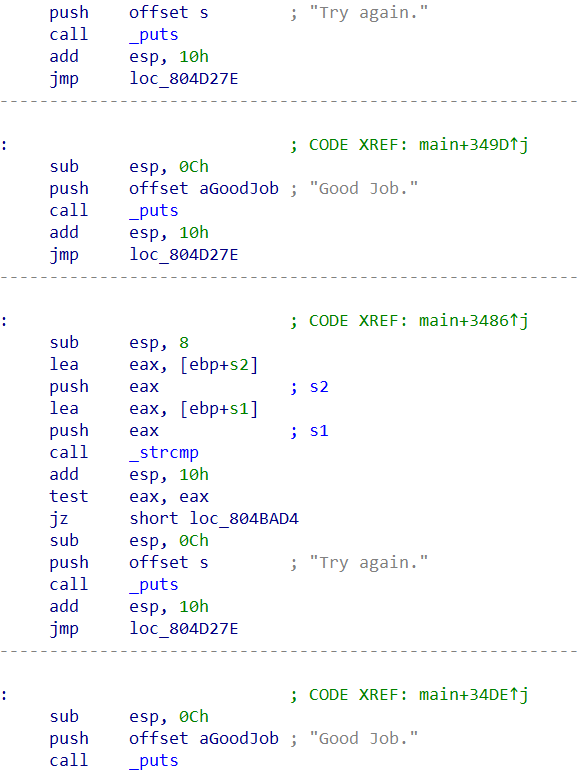 push offset s ; "Try again."
call _puts
add esp, 10h
jmp loc_804D27E
: ; CODE XREF: main+349D↑j
sub esp, 0Ch
push offset aGoodJob ; "Good Job."
call _puts
add esp, 10h
jmp loc_804D27E
: ; CODE XREF: main+3486↑j
sub esp, 8
lea eax, [ebp+s2]
push eax ; s2
lea eax, [ebp+s1]
push eax ; s1
call _strcmp
add esp, 10h
test eax, eax
jz short loc_804BAD4
sub esp, 0Ch
push offset s ; "Try again."
call _puts
add esp, 10h
jmp loc_804D27E
: ; CODE XREF: main+34DE↑j
sub esp, 0Ch
push offset aGoodJob ; "Good Job."
call _puts